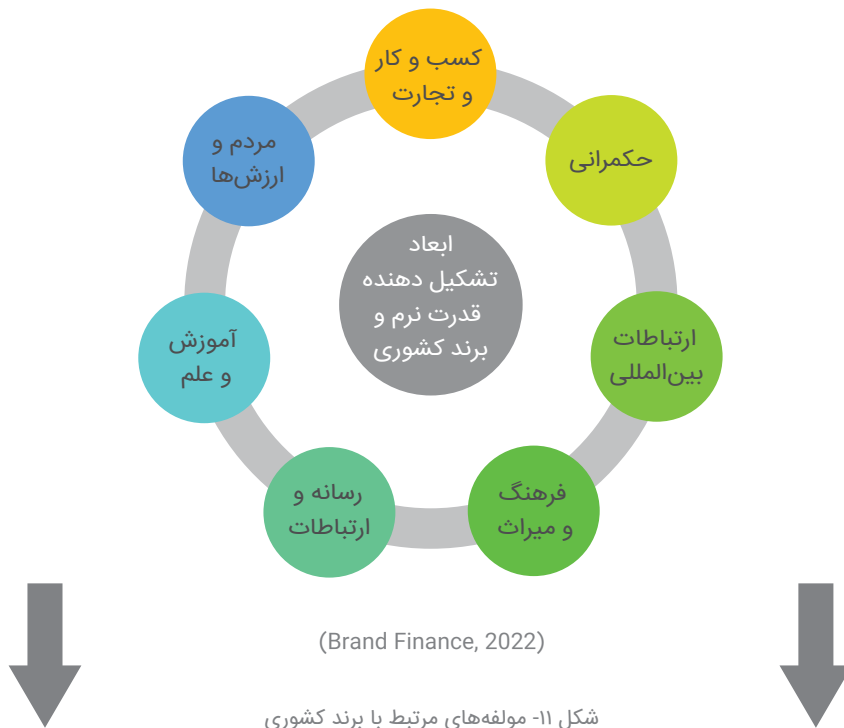 کسب و کار
و تجارت
حکمرانی
ارتباطات
بین‌المللی
فرهنگ
و میراث
رسانه و
ارتباطات
آموزش
و علم
مردم و
ارزش‌ها
ابعاد
تشکیل دهنده
قدرت نرم و
برند کشوری
(Brand Finance, 2022)
شکل ۱۱- مولفه‌های مرتبط با برند کشوری